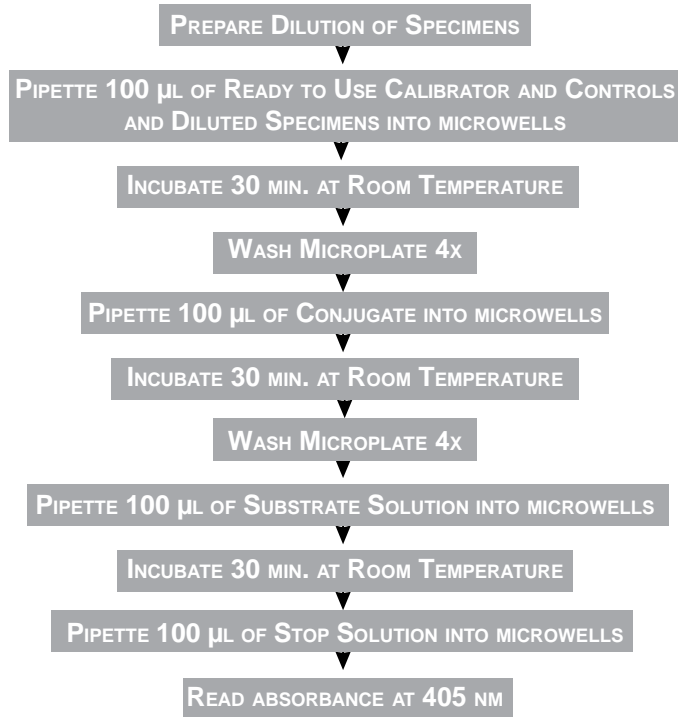 Prepare Dilution of Specimens
Pipette 100 µl of Ready to Use Calibrator and Controls
and Diluted Specimens into microwells
Incubate 30 min. at Room Temperature
Wash Microplate 4x
Pipette 100 µl of Conjugate into microwells
Incubate 30 min. at Room Temperature
Wash Microplate 4x
Pipette 100 µl of Substrate Solution into microwells
Incubate 30 min. at Room Temperature
Pipette 100 µl of Stop Solution into microwells
Read absorbance at 405 nm